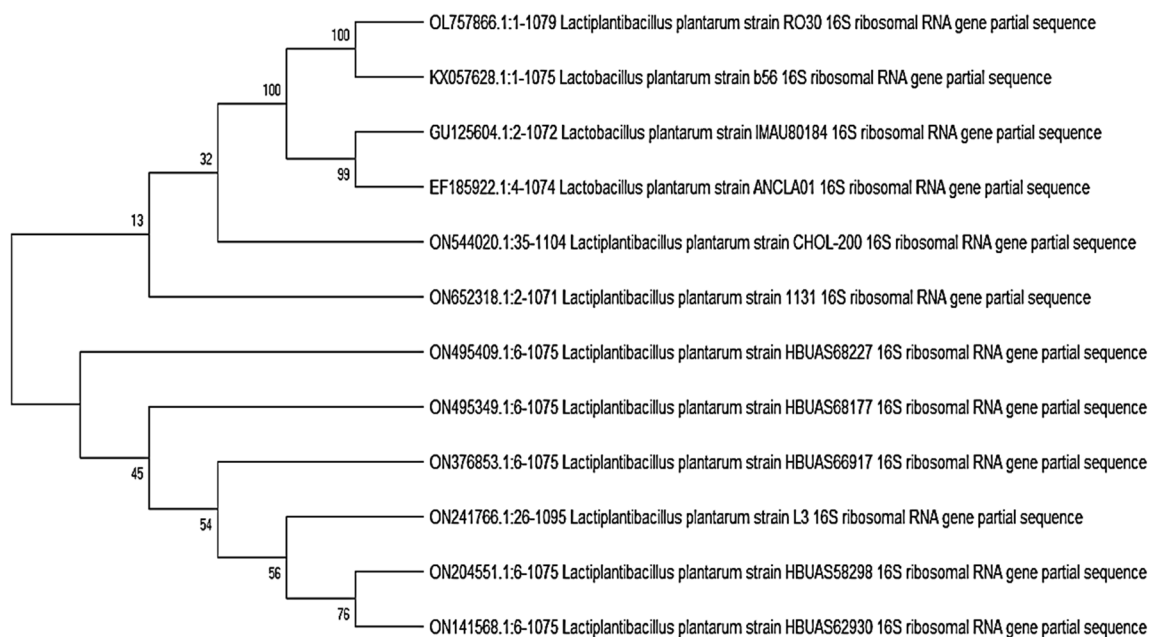 OL757866.1:1-1079 Lactiplantibacillus plantarum strain RO30 16S ribosomal RNA gene partial sequence
100
KX057628.1:1-1075 Lactobacillus plantarum strain b56 16S ribosomal RNA gene partial sequence
100
GU125604.1:2-1072 Lactobacillus plantarum strain IMAU80184 16S ribosomal RNA gene partial sequence
32
99
EF185922.1:4-1074 Lactobacillus plantarum strain ANCLA01 16S ribosomal RNA gene partial sequence
13
ON544020.1:35-1104 Lactiplantibacillus plantarum strain CHOL-200 16S ribosomal RNA gene partial sequence
ON652318.1:2-1071 Lactiplantibacillus plantarum strain 1131 16S ribosomal RNA gene partial sequence
ON495409.1:6-1075 Lactiplantibacillus plantarum strain HBUAS68227 16S ribosomal RNA gene partial sequence
ON495349.1:6-1075 Lactiplantibacillus plantarum strain HBUAS68177 16S ribosomal RNA gene partial sequence
45
ON376853.1:6-1075 Lactiplantibacillus plantarum strain HBUAS66917 16S ribosomal RNA gene partial sequence
54
ON241766.1:26-1095 Lactiplantibacillus plantarum strain L3 16S ribosomal RNA gene partial sequence
56
ON204551.1:6-1075 Lactiplantibacillus plantarum strain HBUAS58298 16S ribosomal RNA gene partial sequence
76
ON141568.1:6-1075 Lactiplantibacillus plantarum strain HBUAS62930 16S ribosomal RNA gene partial sequence